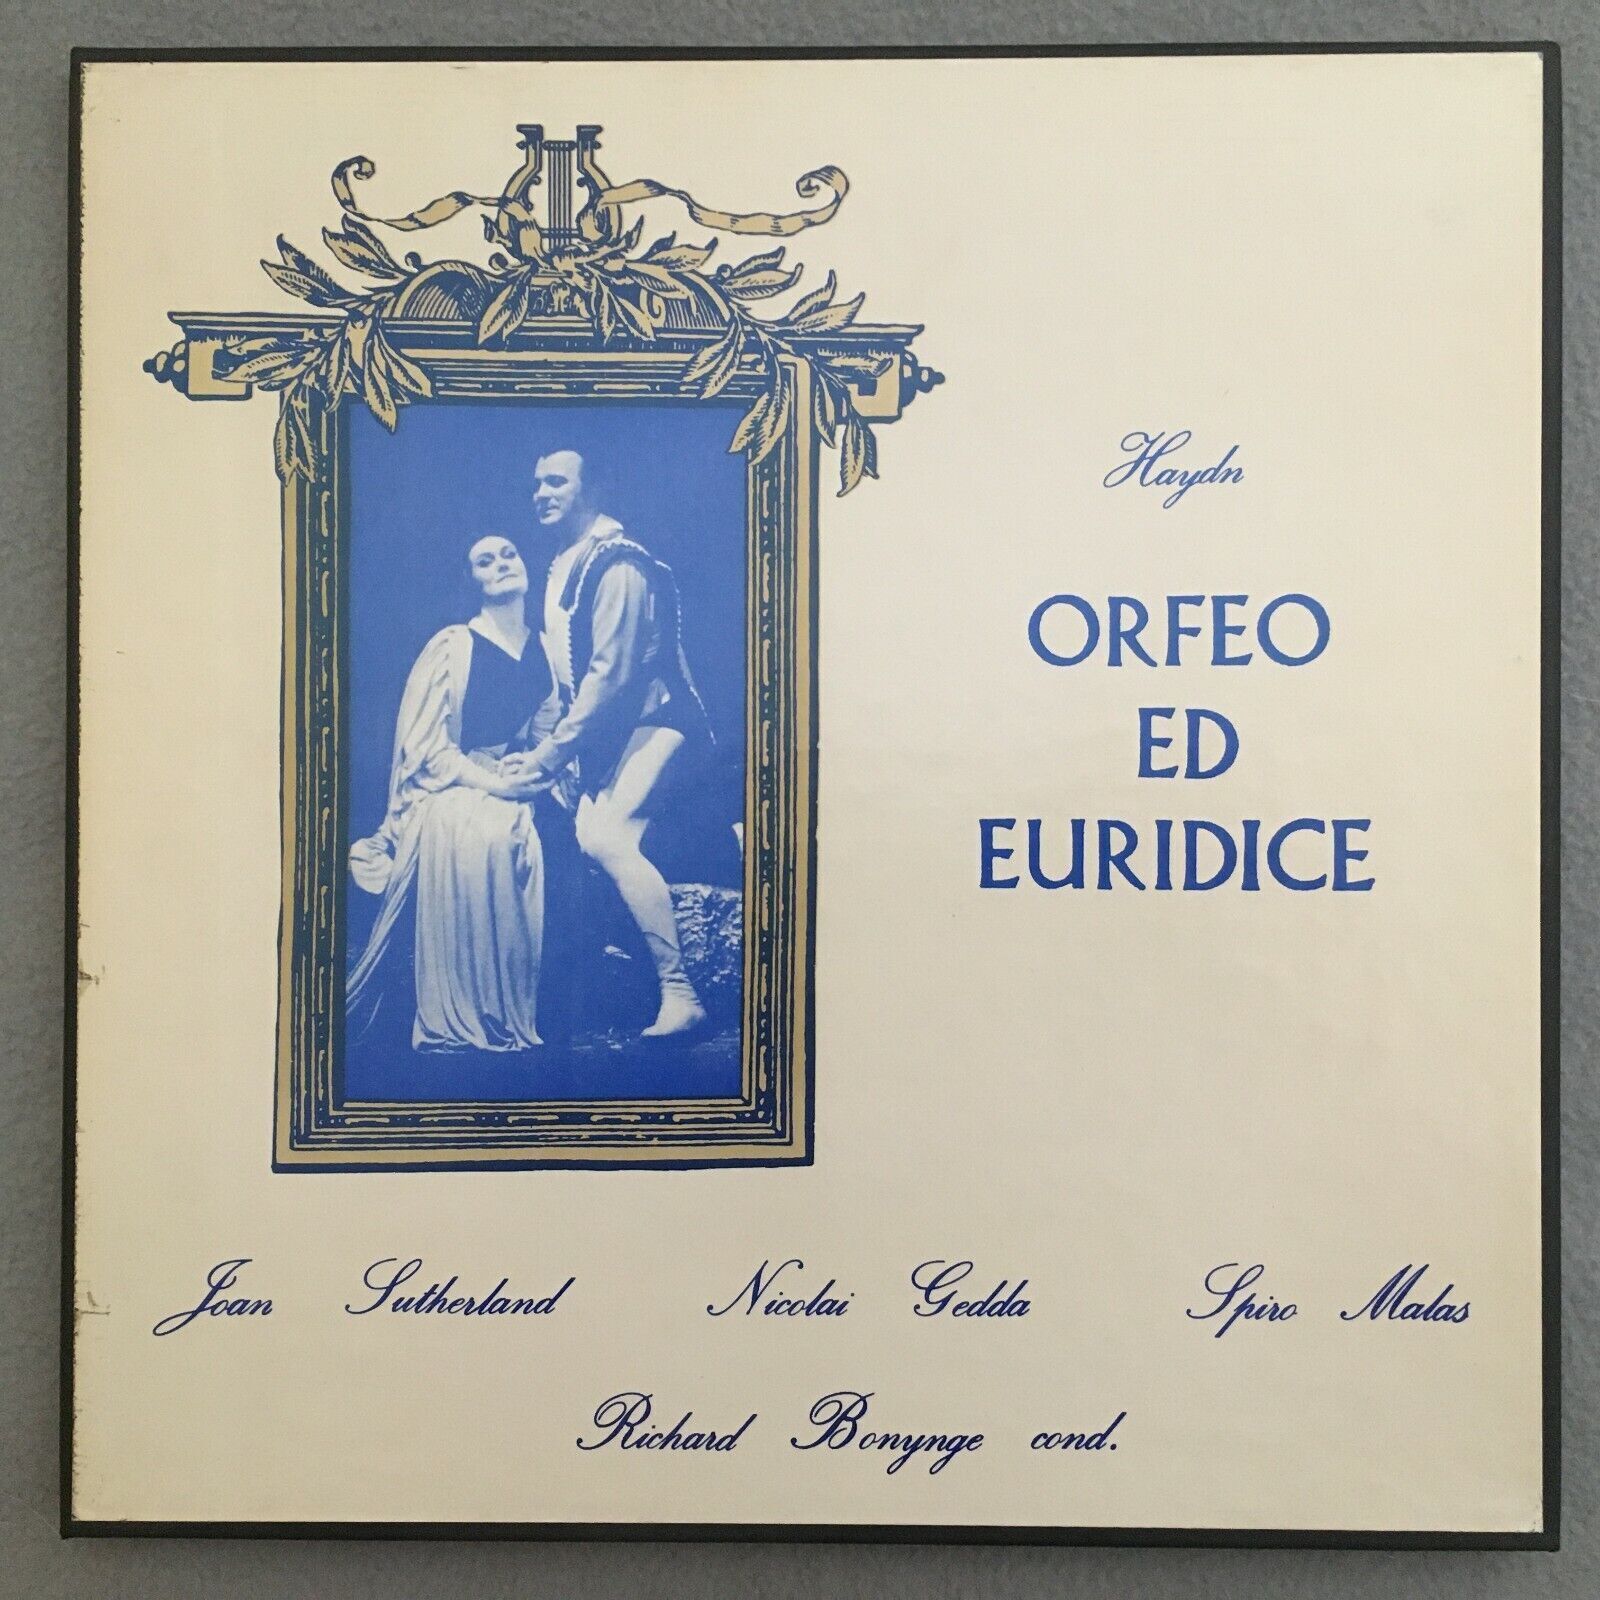 Haydn
ORFEO
ED
EURIDICE
Joan Sutherland Nicolai Gedda Spiro Malas
Richard Bonynge cond.